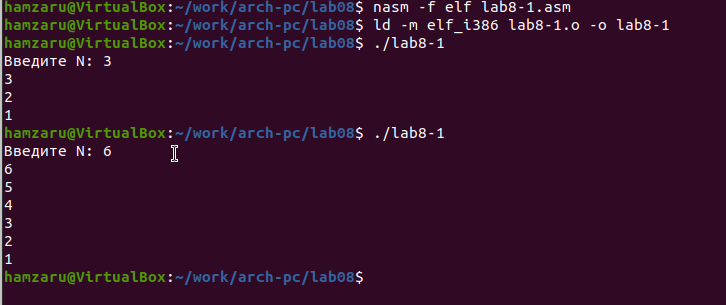 hamzaru@VirtualBox:~/work/arch-pc/lab08$ nasm -f elf lab8-1.asm
hamzaru@VirtualBox:~/work/arch-pc/lab08$ ld -m elf_i386 lab8-1.o -o lab8-1
hamzaru@VirtualBox:~/work/arch-pc/lab08$ ./lab8-1
Введите N: 3
3
2
1
hamzaru@VirtualBox:~/work/arch-pc/lab08$ ./lab8-1
Введите N: 6
6
5
4
3
2
1
hamzaru@VirtualBox:~/work/arch-pc/lab08$